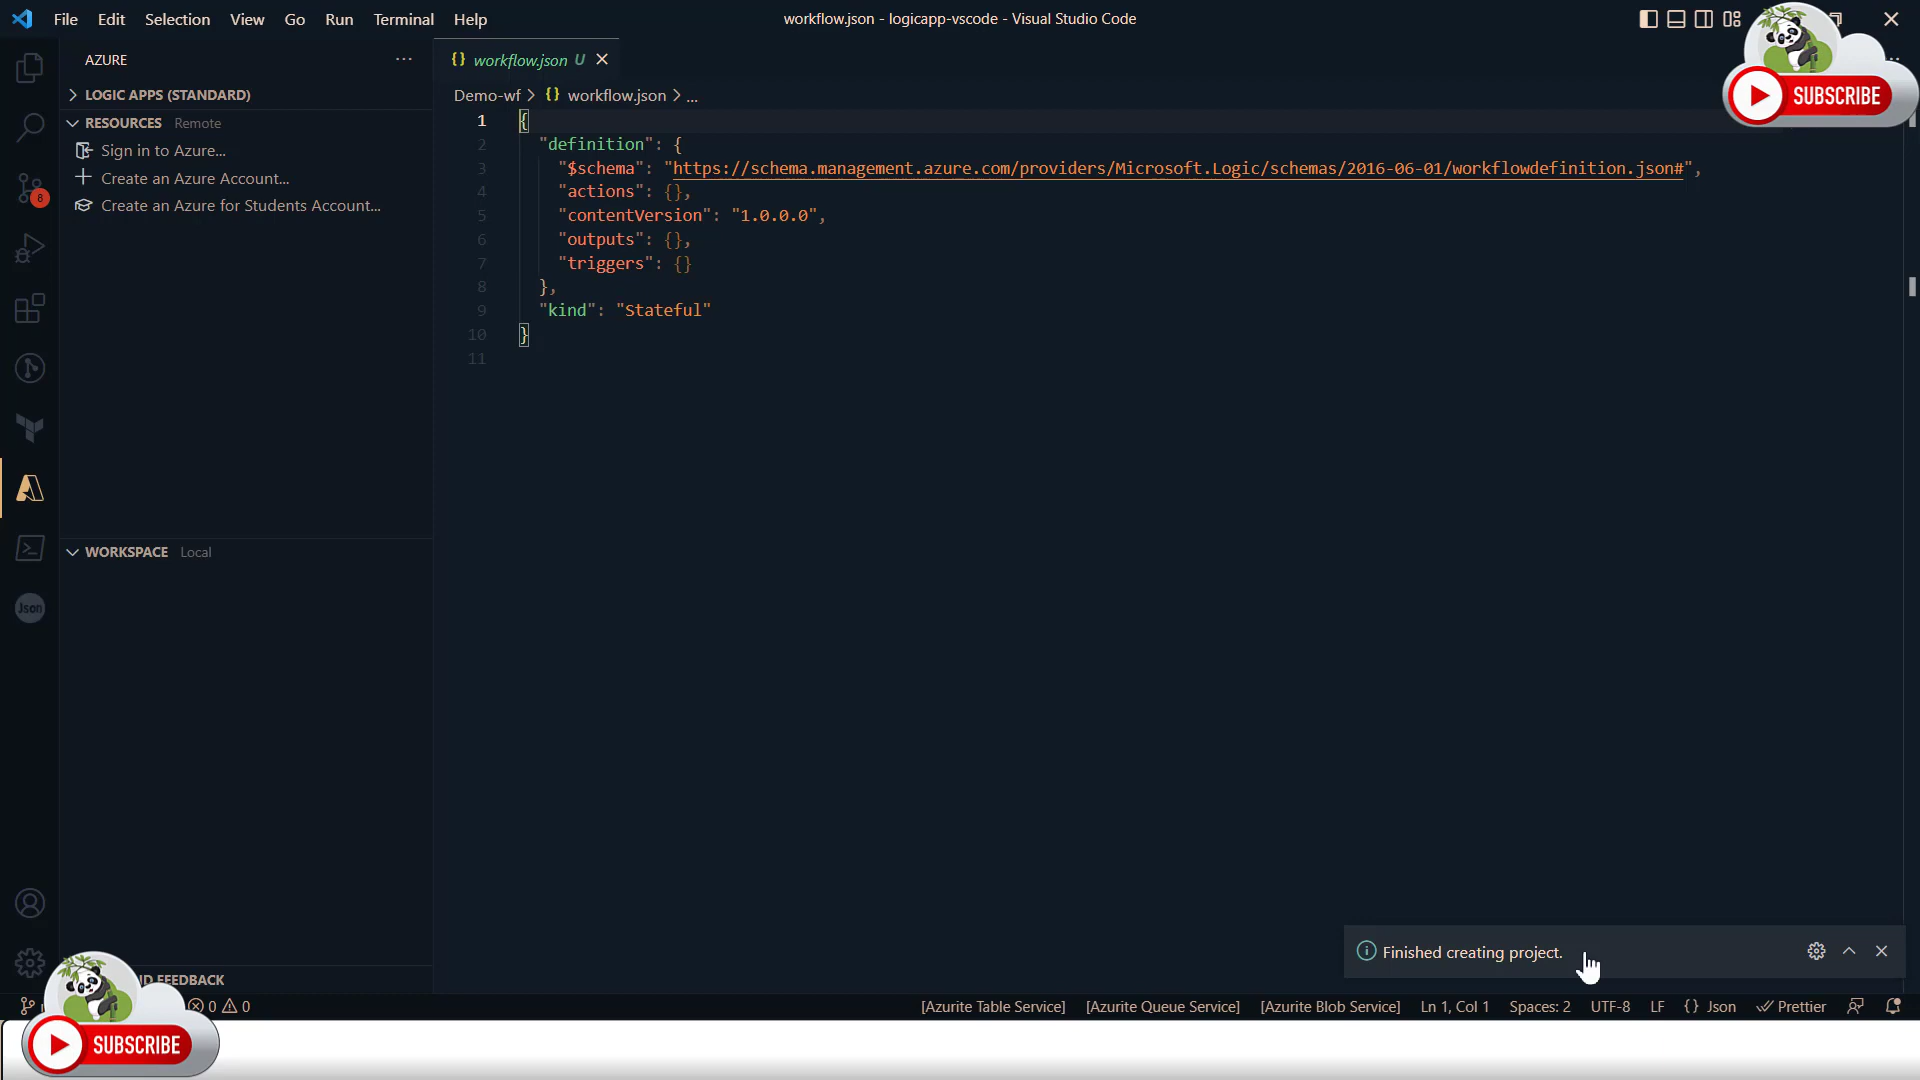 File Edit Selection View Go Run Terminal Help
workflow.json - logicapp-vscode - Visual Studio Code
AZURE
workflow.json U
LOGIC APPS (STANDARD)
Demo-wf > workflow.json > ...
RESOURCES Remote
Sign in to Azure...
Create an Azure Account...
Create an Azure for Students Account...
8
Json
1 {
2 "definition": {
3 "$schema": "https://schema.management.azure.com/providers/Microsoft.Logic/schemas/2016-06-01/workflowdefinition.json#",
4 "actions": {},
5 "contentVersion": "1.0.0.0",
6 "outputs": {},
7 "triggers": {}
8 },
9 "kind": "Stateful"
10 }
11
SUBSCRIBE
WORKSPACE Local
Finished creating project.
FEEDBACK
0 0
[Azurite Table Service] [Azurite Queue Service] [Azurite Blob Service] Ln 1, Col 1 Spaces: 2 UTF-8 LF {} Json Prettier
SUBSCRIBE